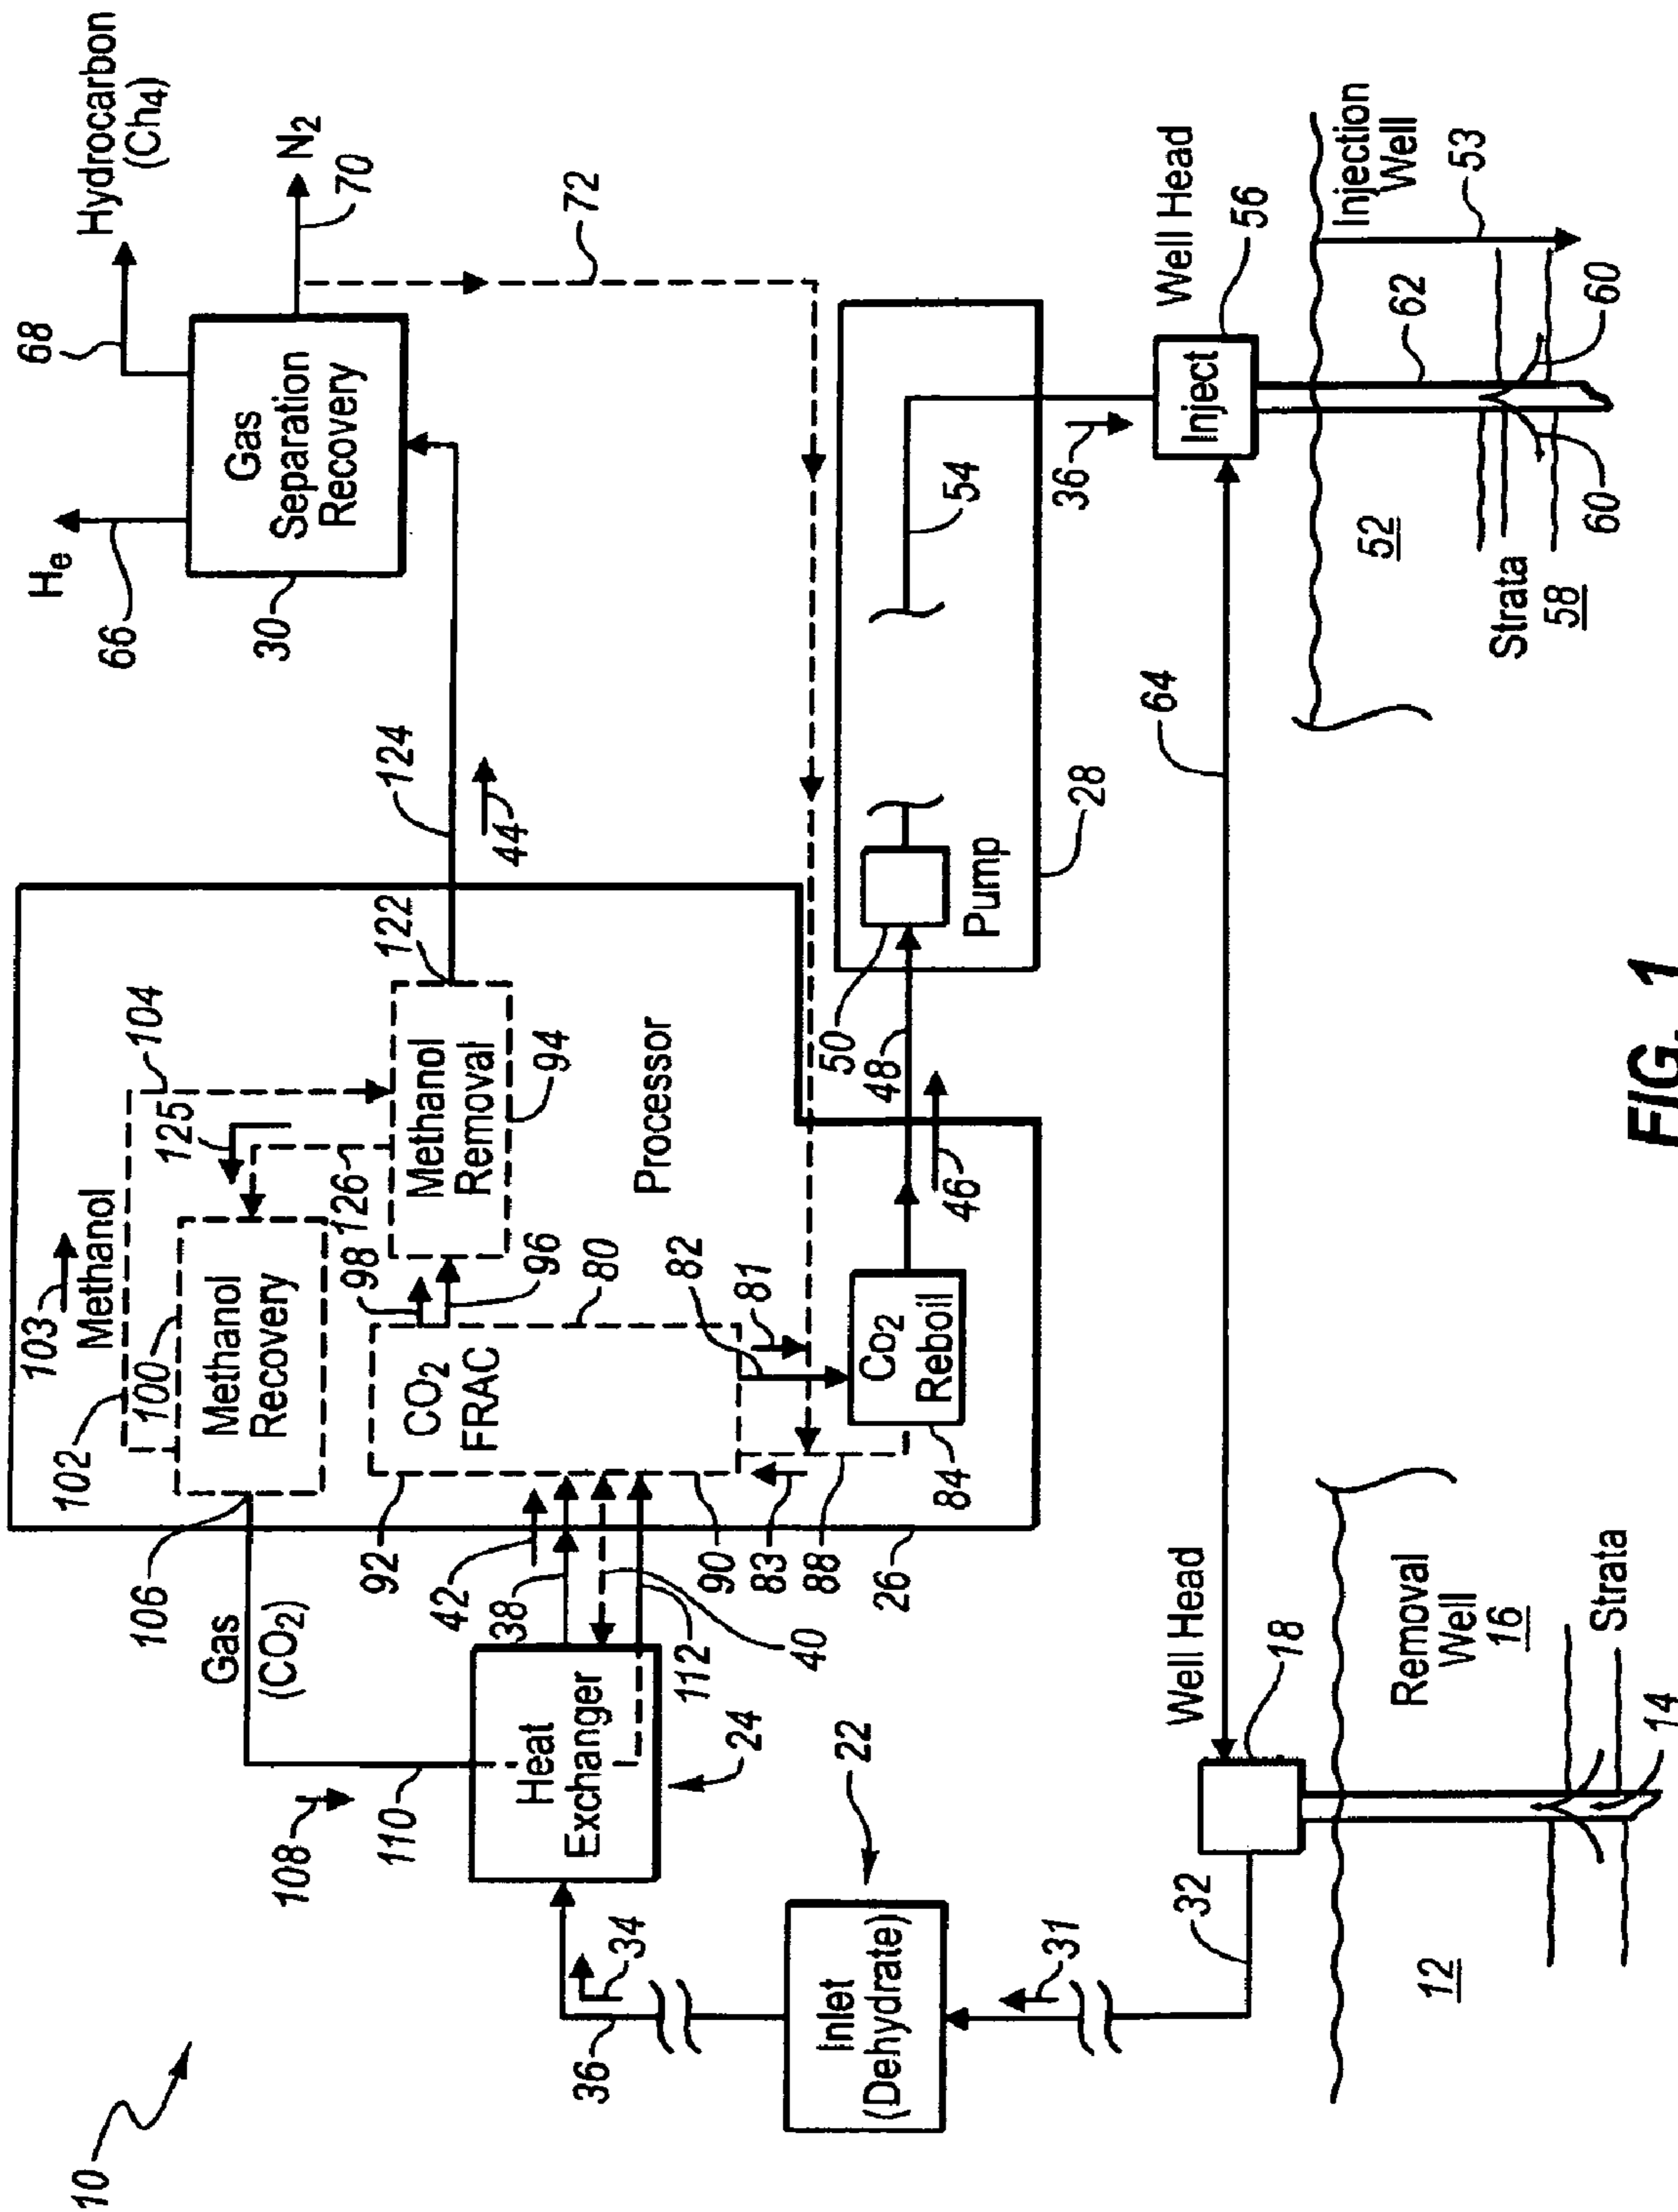 10
Hydrocarbon
(Ch4)
He
66
68
N2
70
72
30
Gas
Separation
Recovery
124
44
103
Methanol
102
100
104
125
126
Methanol
Recovery
106
Gas
(CO2)
108
110
122
Methanol
Removal
94
98
96
80
92
CO2
FRAC
Processor
42
38
40
112
90
83
88
26
82
81
84
Co2
Reboil
46
48
50
Pump
28
54
36
Heat
Exchanger
24
34
36
22
Inlet
(Dehydrate)
31
32
Well Head
18
64
Well Head
56
Inject
12
Removal
Well
16
Strata
14
52
Injection
Well
53
62
Strata
58
60
60
FIG. 1